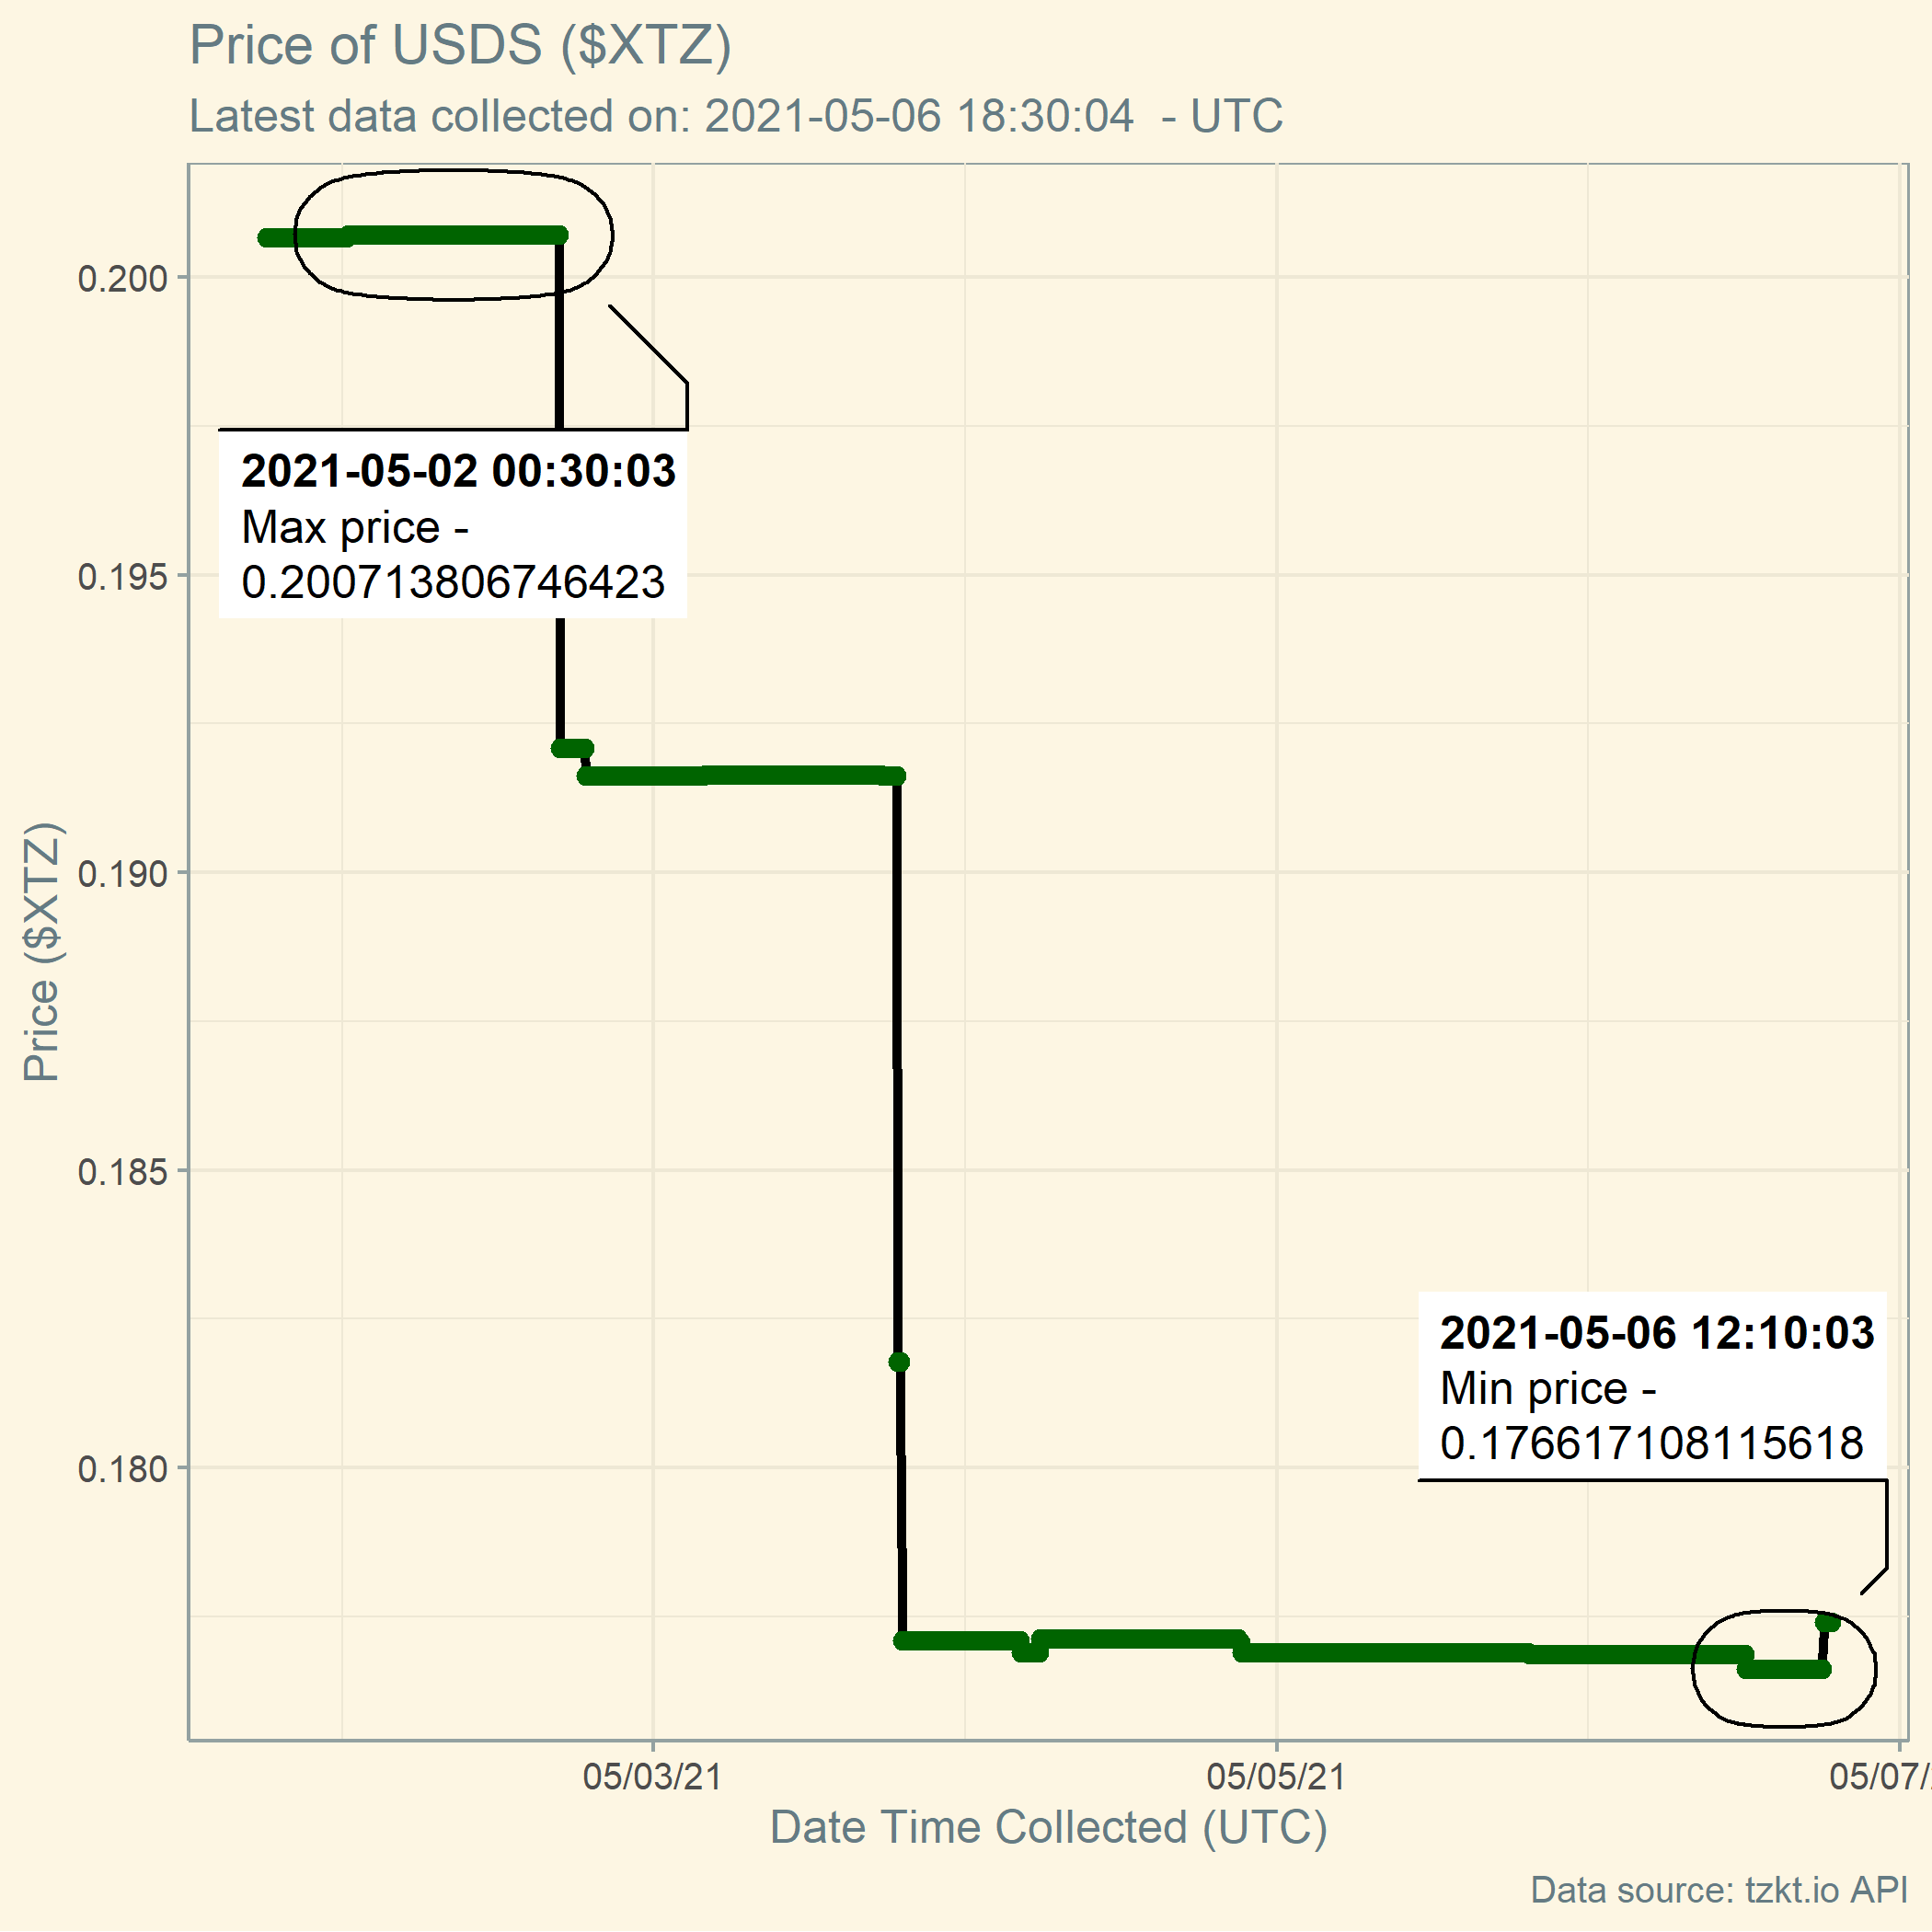 Price of USDS ($XTZ)
Latest data collected on: 2021-05-06 18:30:04  - UTC
0.200
2021-05-02 00:30:03
Max price -
0.200713806746423
0.195
0.190
Price ($XTZ)
0.185
2021-05-06 12:10:03
Min price -
0.176617108115618
0.180
05/03/21
05/05/21
05/07/
Date Time Collected (UTC)
Data source: tzkt.io API